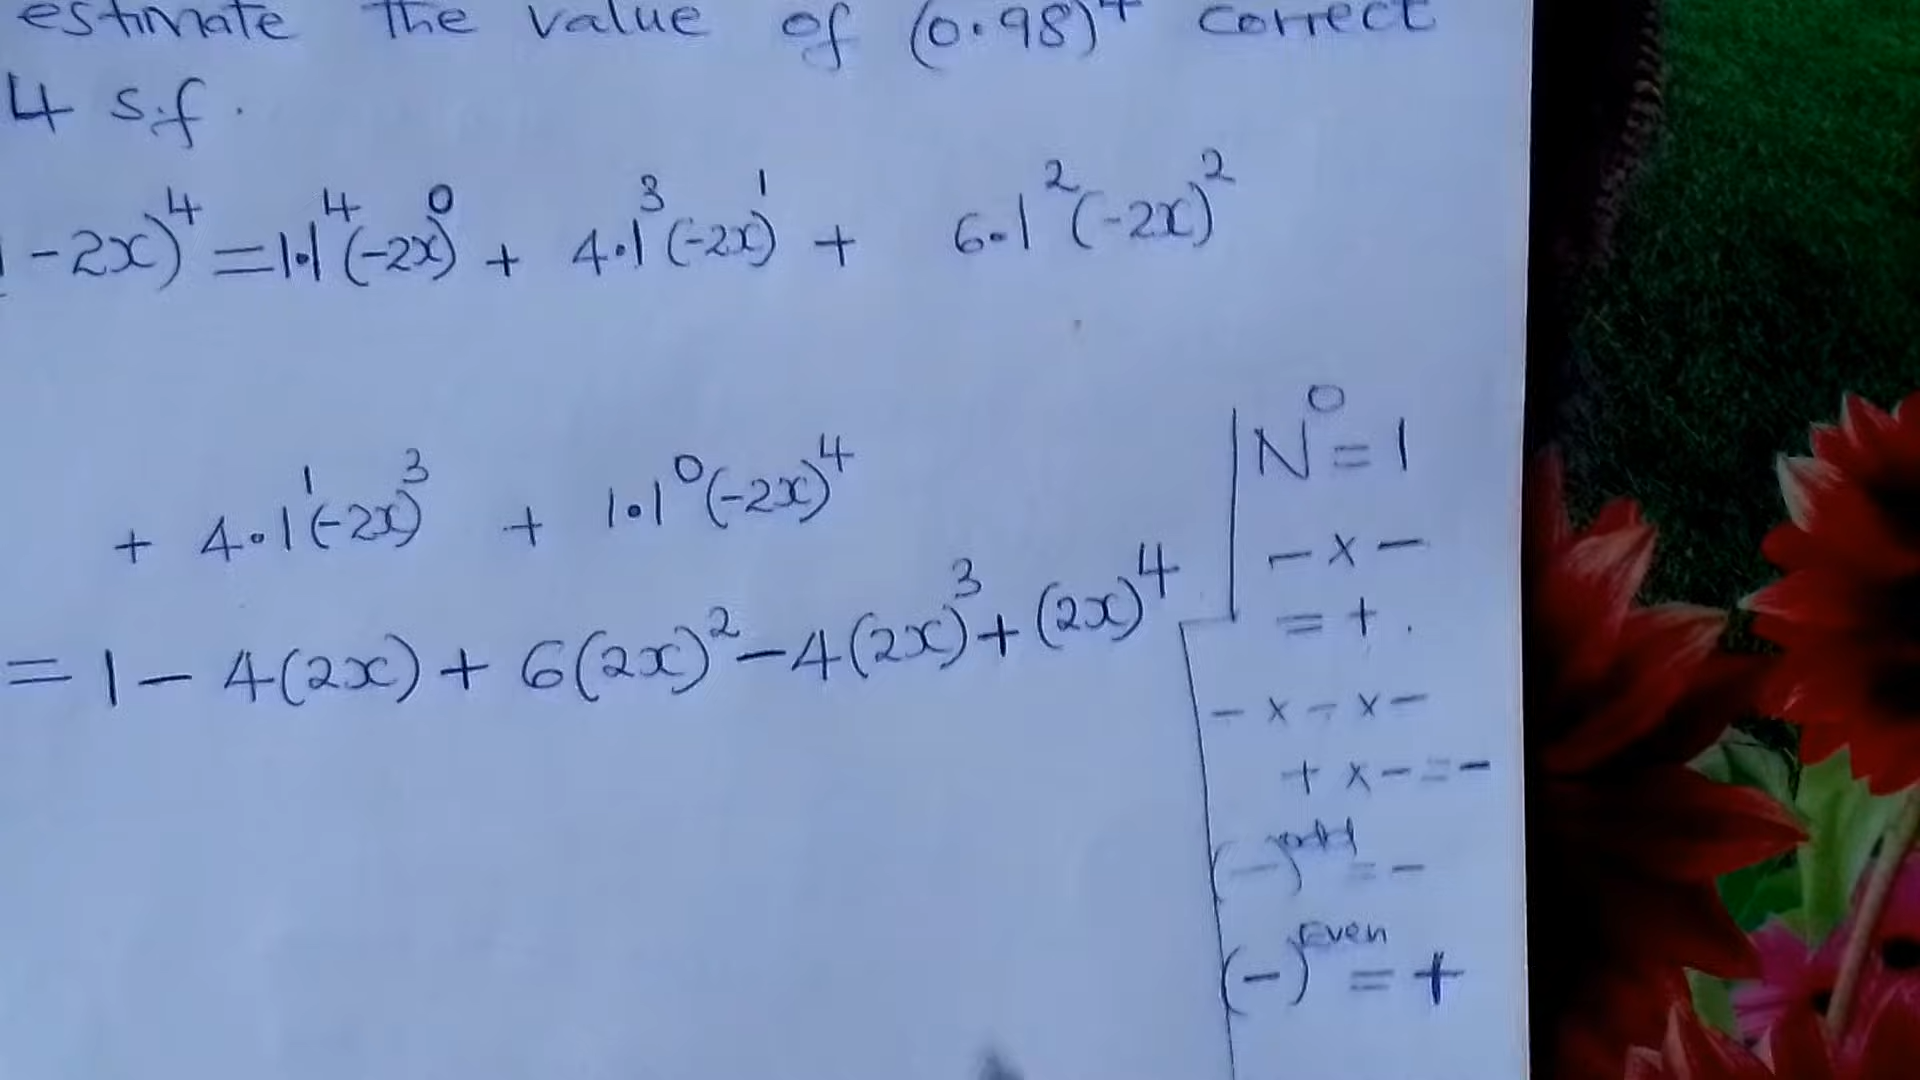 estimate the value of (0.98)⁴ correct
4 s.f.
1 - 2x)⁴ = 1·1⁴(-2x)⁰ + 4·1³(-2x)¹ + 6·1²(-2x)²
+ 4·1¹(-2x)³ + 1·1⁰(-2x)⁴
= 1 - 4(2x) + 6(2x)² - 4(2x)³ + (2x)⁴
N⁰ = 1
- x -
= + .
- x - x -
+ x - = -
(-)ᵒᵈᵈ = -
(-)ᴱᵛᵉⁿ = +